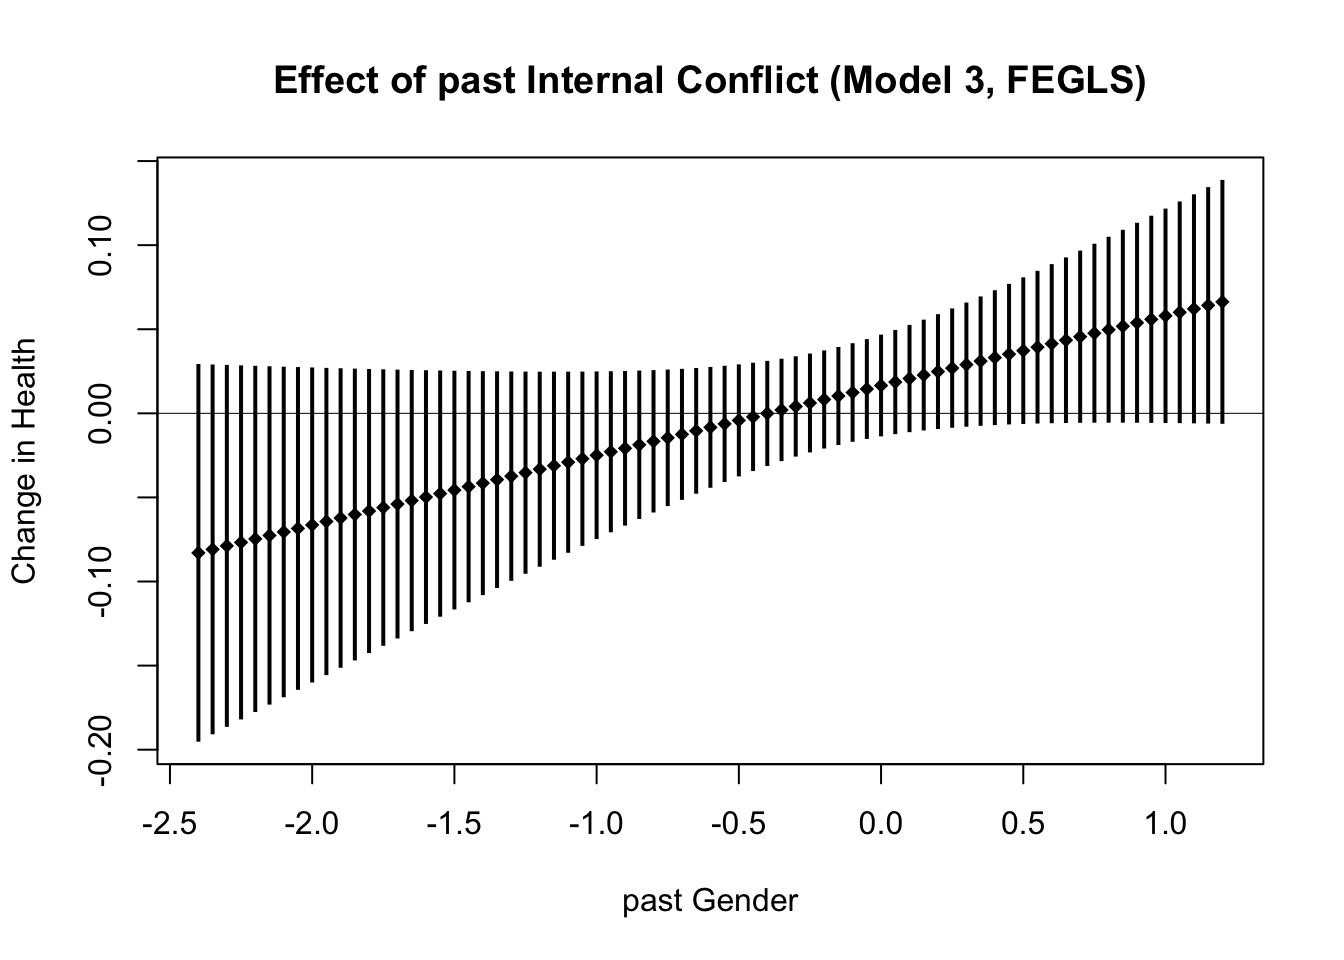 Effect of past Internal Conflict (Model 3, FEGLS)
Change in Health
0.10
0.00
-0.10
-0.20
-2.5 -2.0 -1.5 -1.0 -0.5 0.0 0.5 1.0
past Gender